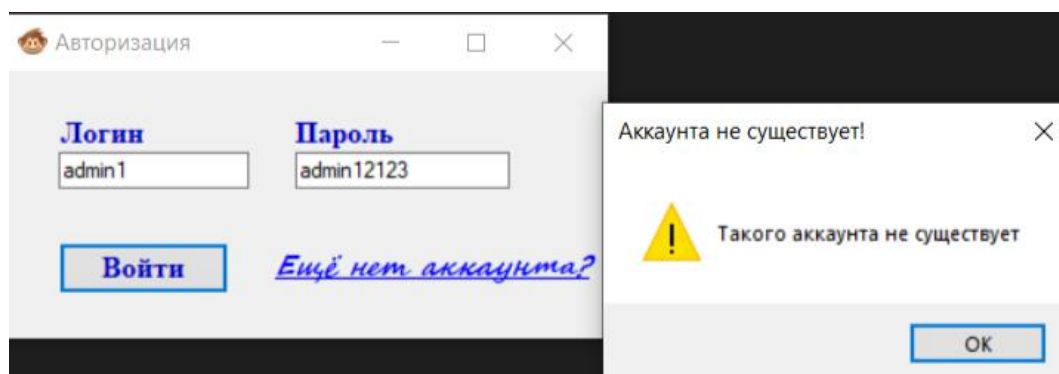 Авторизация
Логин Пароль
admin1 admin12123
Войти Ещё нет аккаунта?
Аккаунта не существует!
Такого аккаунта не существует
OK